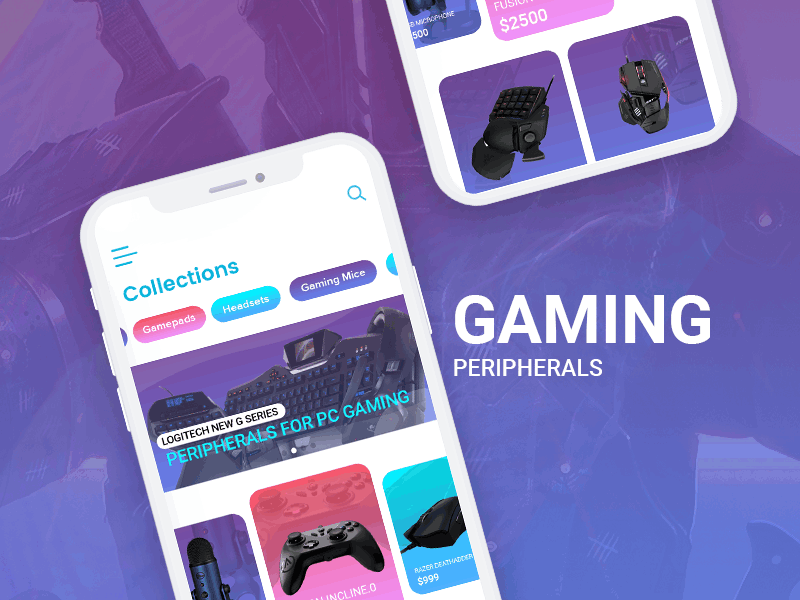 MICROPHONE
500
FUSION
$2500
Collections
Gamepads
Headsets
Gaming Mice
LOGITECH NEW G SERIES
PERIPHERALS FOR PC GAMING
GAMING
PERIPHERALS
RAZER DEATHADDER
$999
INCLINE.0